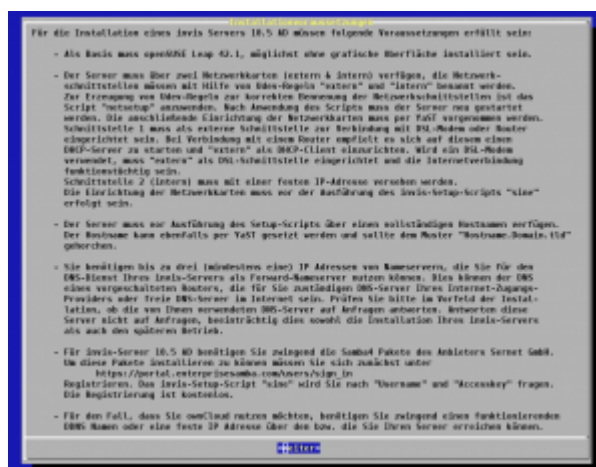 Installationsvoraussetzungen
Für die Installation eines invis Servers 10.5 AD müssen folgende Voraussetzungen erfüllt sein:
- Als Basis muss openSUSE Leap 42.1, möglichst ohne grafische Oberfläche installiert sein.
- Der Server muss über zwei Netzwerkkarten (extern & intern) verfügen, die Netzwerk-
schnittstellen müssen mit Hilfe von Udev-Regeln "extern" und "intern" benannt werden.
Zur Erzeugung von Udev-Regeln zur korrekten Benennung der Netzwerkschnittstellen ist das
Script "netsetup" anzuwenden. Nach Anwendung des Scripts muss der Server neu gestartet
werden. Die anschließende Einrichtung der Netzwerkkarten muss per YaST vorgenommen werden.
Schnittstelle 1 muss als externe Schnittstelle zur Verbindung mit DSL-Modem oder Router
eingerichtet sein. Bei Verbindung mit einem Router empfielt es sich auf diesem einen
DHCP-Server zu starten und "extern" als DHCP-Client einzurichten. Wird ein DSL-Modem
verwendet, muss "extern" als DSL-Schnittstelle eingerichtet und die Internetverbindung
funktionstüchtig sein.
Schnittstelle 2 (intern) muss mit einer festen IP-Adresse versehen werden.
Die Einrichtung der Netzwerkkarten muss vor der Ausführung des invis-Setup-Scripts "sine"
erfolgt sein.
- Der Server muss vor Ausführung des Setup-Scripts über einen vollständigen Hostnamen verfügen.
Der Hostname kann ebenfalls per YaST gesetzt werden und sollte dem Muster "Hostname.Domain.tld"
gehorchen.
- Sie benötigen bis zu drei (mindestens eine) IP Adressen von Nameservern, die Sie für den
DNS-Dienst Ihres invis-Servers als Forward-Nameserver nutzen können. Dies können der DNS
eines vorgeschalteten Routers, die für Sie zuständigen DNS-Server Ihres Internet-Zugangs-
Providers oder freie DNS-Server im Internet sein. Prüfen Sie bitte im Vorfeld der Instal-
lation, ob die von Ihnen verwendeten DNS-Server auf Anfragen antworten. Antworten diese
Server nicht auf Anfragen, beeinträchtig dies sowohl die Installation Ihres invis-Servers
als auch den späteren Betrieb.
- Für invis-Server 10.5 AD benötigen Sie zwingend die Samba4 Pakete des Anbieters Sernet GmbH.
Um diese Pakete installieren zu können müssen Sie sich zunächst unter
https://portal.enterprisesamba.com/users/sign_in
Registrieren. Das invis-Setup-Script "sine" wird Sie nach "Username" und "Accesskey" fragen.
Die Registrierung ist kostenlos.
- Für den Fall, dass Sie ownCloud nutzen möchten, benötigen Sie zwingend einen funktionierenden
DDNS Namen oder eine feste IP Adresse über den bzw. die Sie Ihren Server erreichen können.
Weiter»